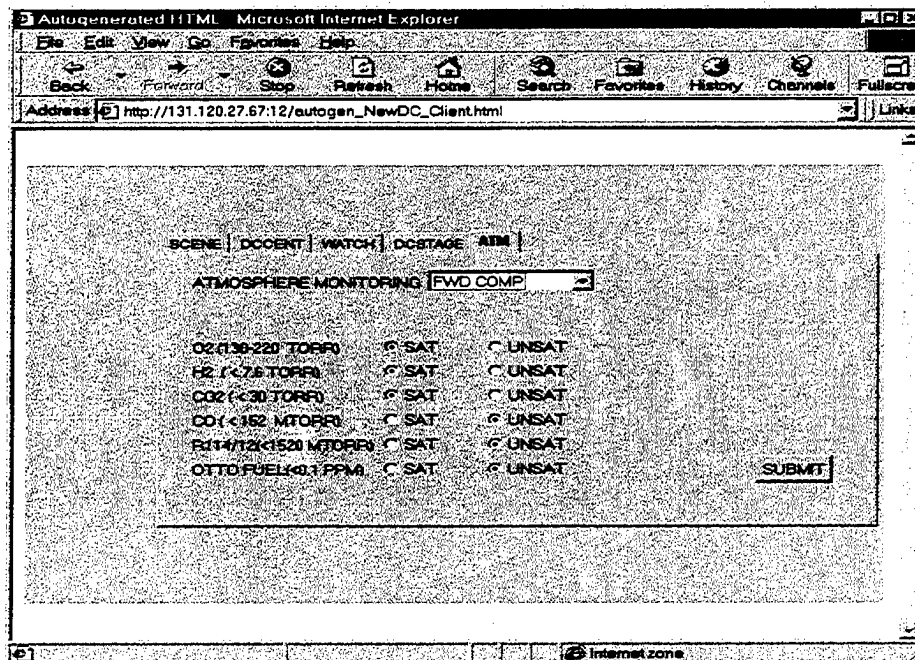 Autogenerated HTML - Microsoft Internet Explorer
File Edit View Go Favorites Help
Back Forward Stop Refresh Home Search Favorites History Channels Fullscre
Address http://131.120.27.67:12/autogen_NewDC_Client.html Links
SCENE DCCENT WATCH DCSTAGE ATM
ATMOSPHERE MONITORING FWD COMP
O2 (130-220 TORR) SAT UNSAT
H2 (<7.6 TORR) SAT UNSAT
CO2 (<30 TORR) SAT UNSAT
CO (<152 MTORR) SAT UNSAT
R114/12(<1520 MTORR) SAT UNSAT
OTTO FUEL(<0.1 PPM) SAT UNSAT
SUBMIT
Internet zone